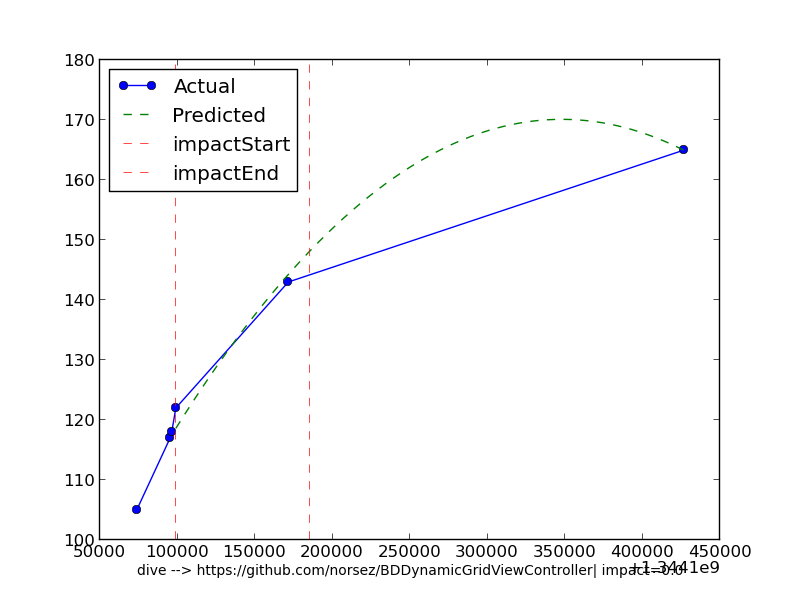 180
170
160
150
140
130
120
110
100
Actual
Predicted
impactStart
impactEnd
50000 100000 150000 200000 250000 300000 350000 400000 450000
+1.3441e9
dive --> https://github.com/norsez/BDDynamicGridViewController| impact=0.0